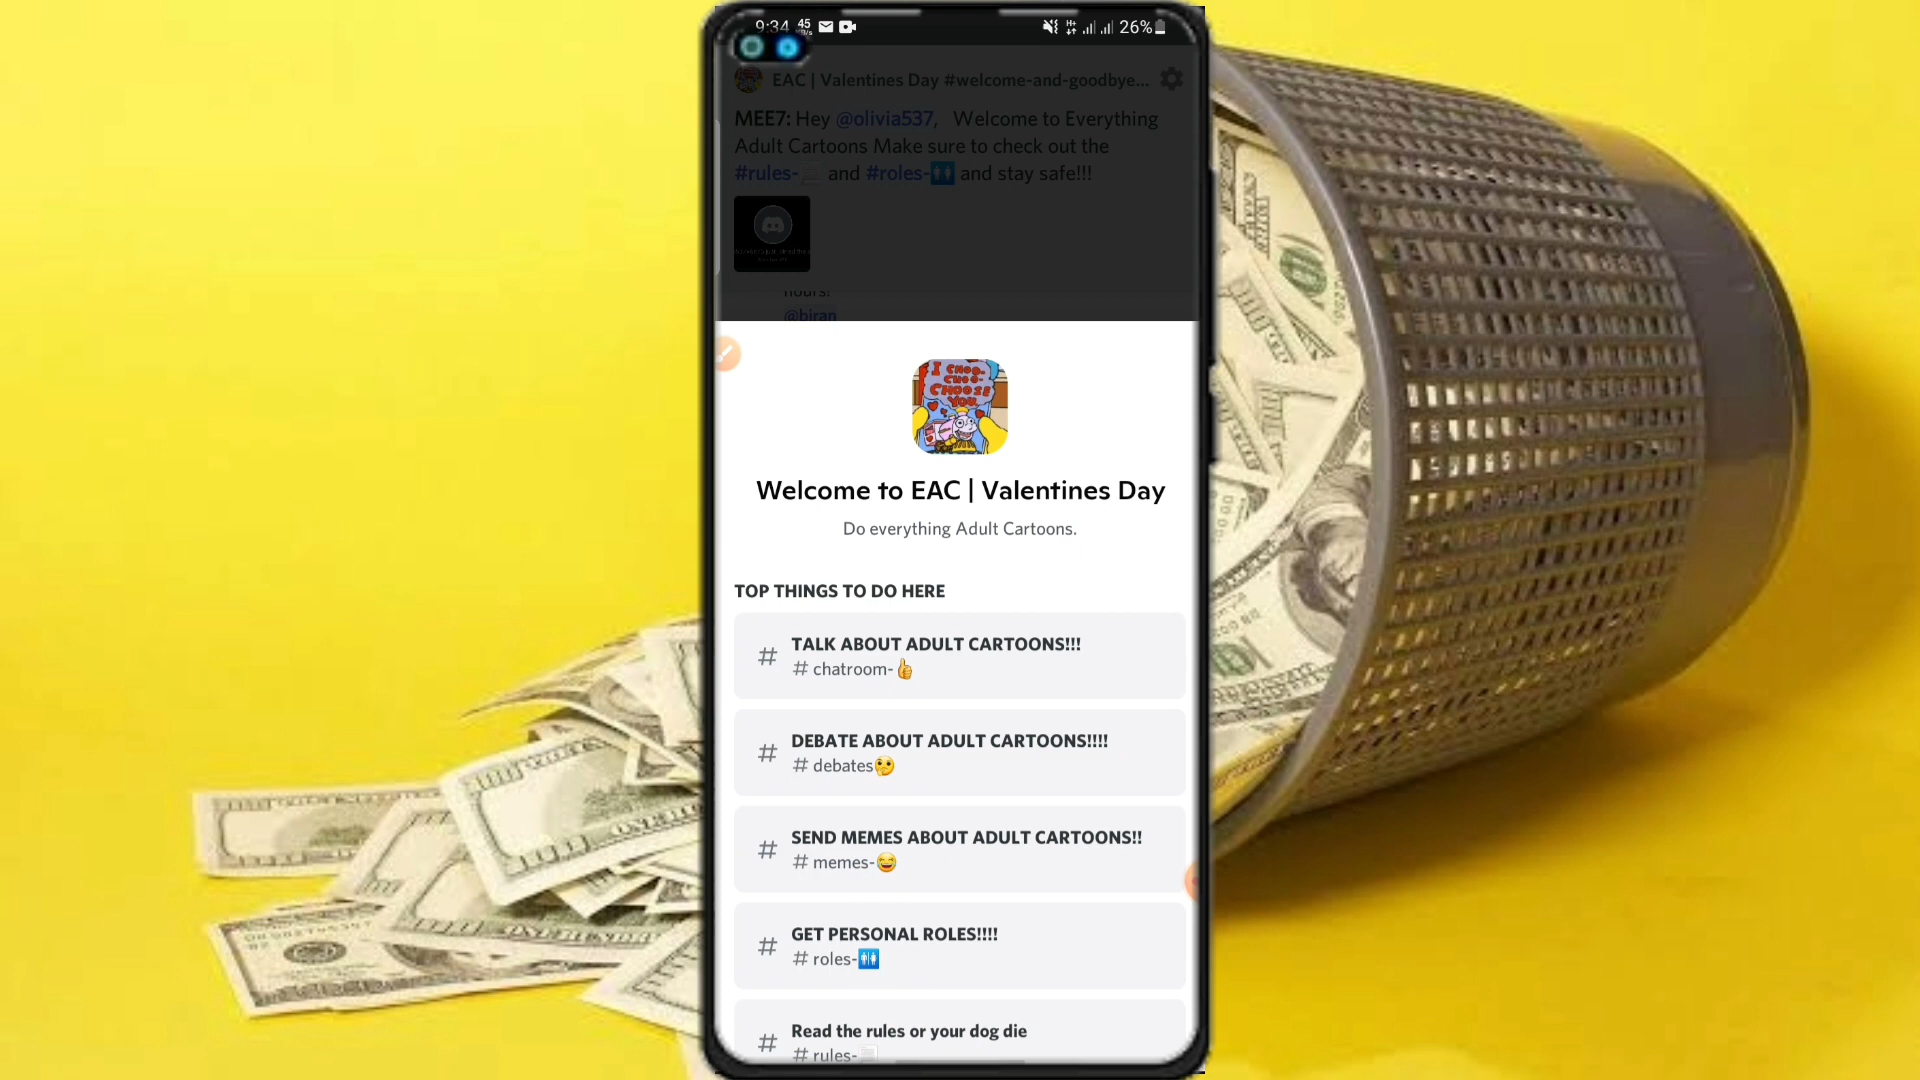 9:34 45 KB/s H+ 26%
EAC | Valentines Day #welcome-and-goodbye...
MEE7: Hey @olivia537, Welcome to Everything
Adult Cartoons Make sure to check out the
#rules-📃 and #roles-🚻 and stay safe!!!
hours!
@biran
I CHOO-
CHOO-
CHOOSE
YOU
Welcome to EAC | Valentines Day
Do everything Adult Cartoons.
TOP THINGS TO DO HERE
# TALK ABOUT ADULT CARTOONS!!!
# chatroom-👍
# DEBATE ABOUT ADULT CARTOONS!!!!
# debates🤔
# SEND MEMES ABOUT ADULT CARTOONS!!
# memes-😂
# GET PERSONAL ROLES!!!!
# roles-🚻
# Read the rules or your dog die
# rules-📃